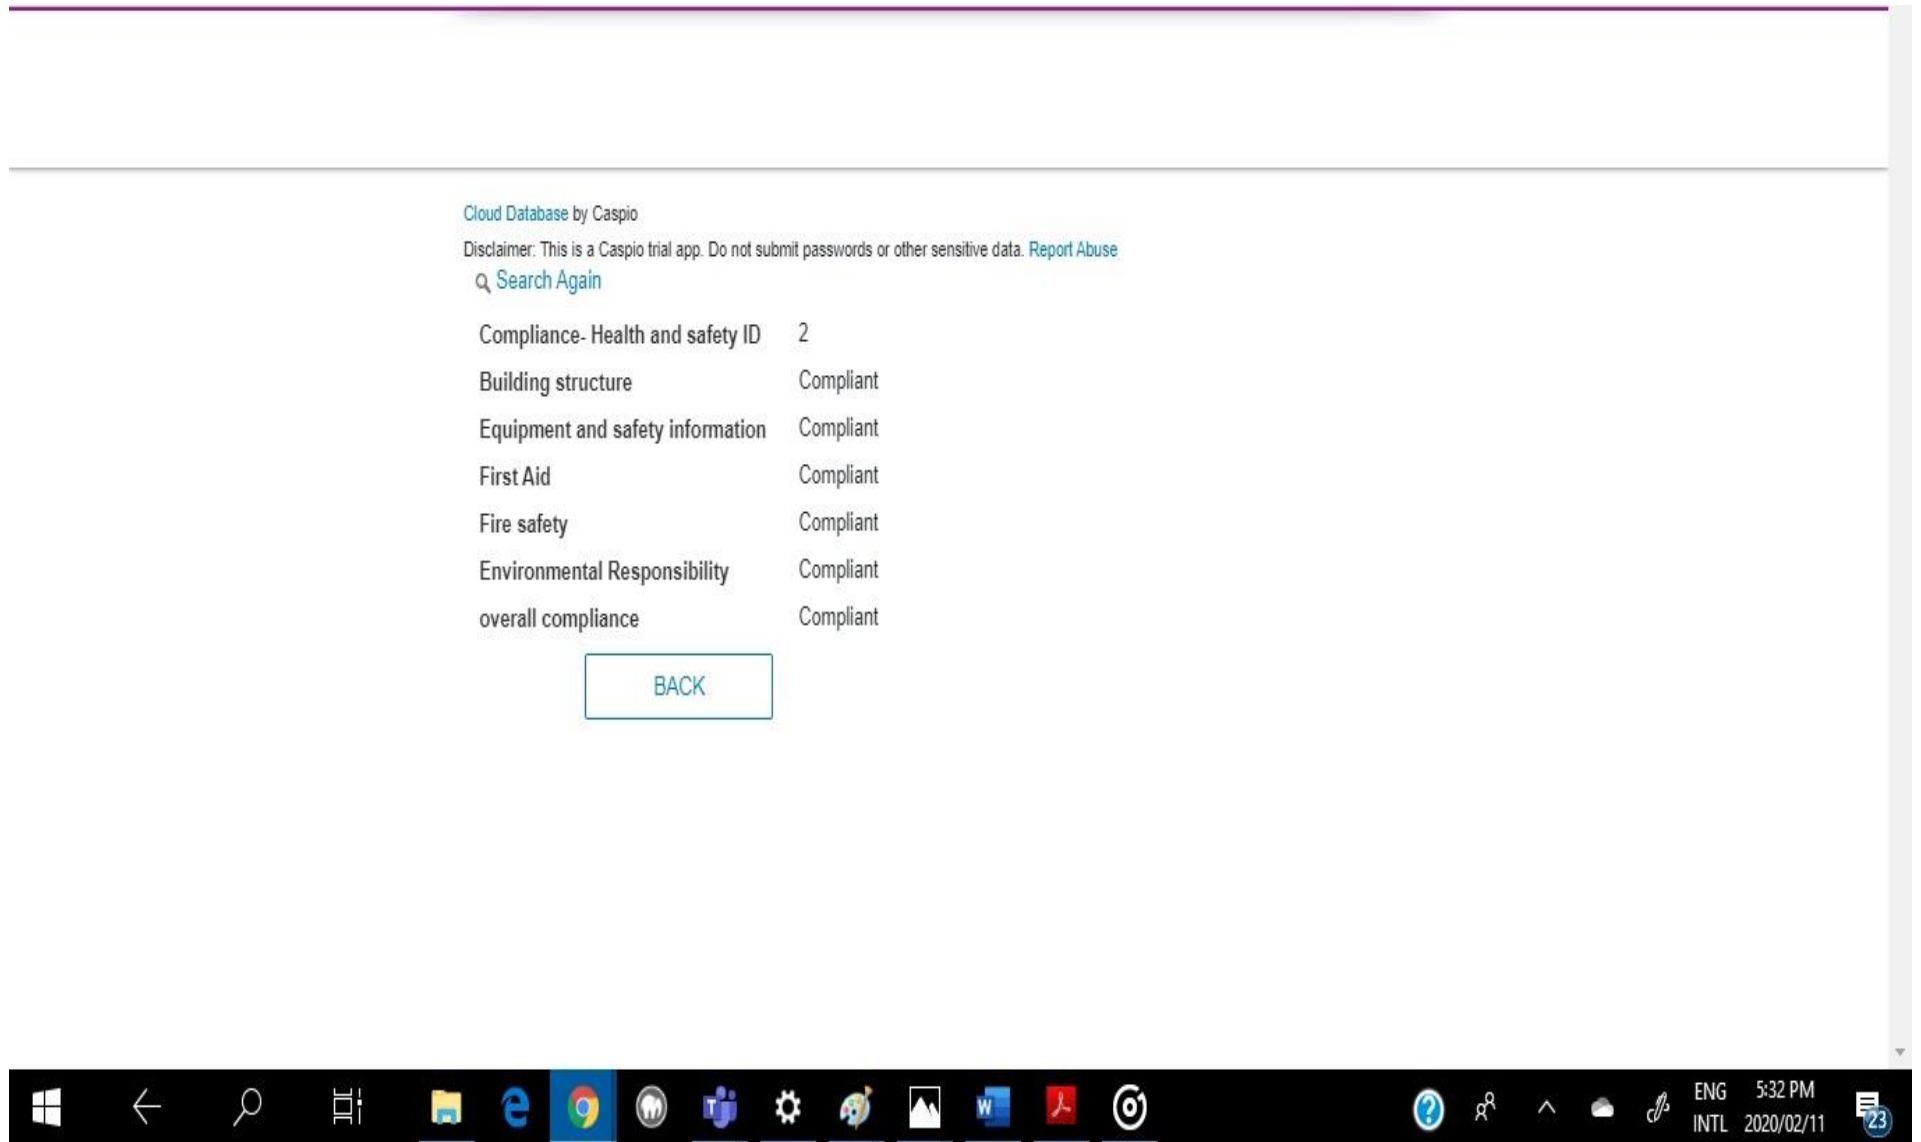 Cloud Database by Caspio
Disclaimer: This is a Caspio trial app. Do not submit passwords or other sensitive data. Report Abuse
Search Again
Compliance- Health and safety ID 2
Building structure Compliant
Equipment and safety information Compliant
First Aid Compliant
Fire safety Compliant
Environmental Responsibility Compliant
overall compliance Compliant
BACK
ENG 5:32 PM
INTL 2020/02/11
23